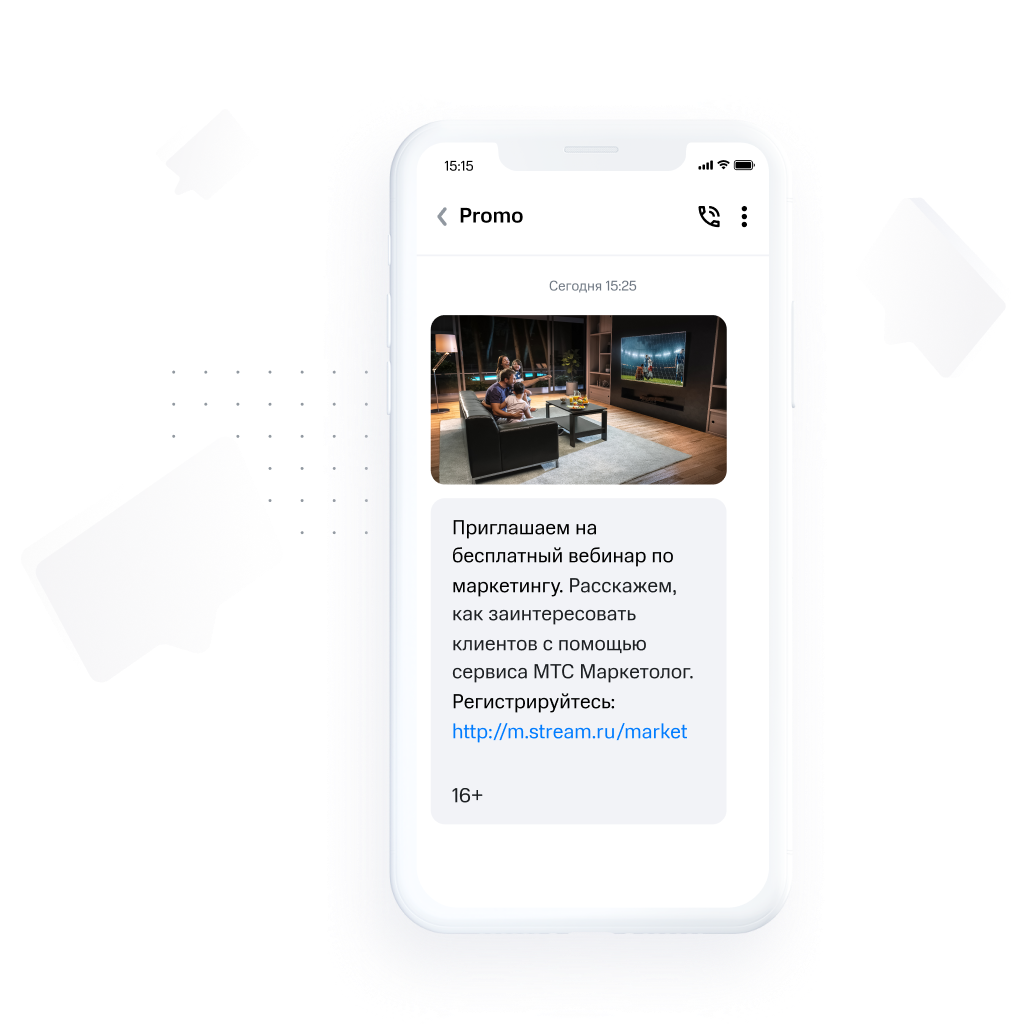 15:15
Promo
Сегодня 15:25
Приглашаем на
бесплатный вебинар по
маркетингу. Расскажем,
как заинтересовать
клиентов с помощью
сервиса МТС Маркетолог.
Регистрируйтесь:
http://m.stream.ru/market
16+